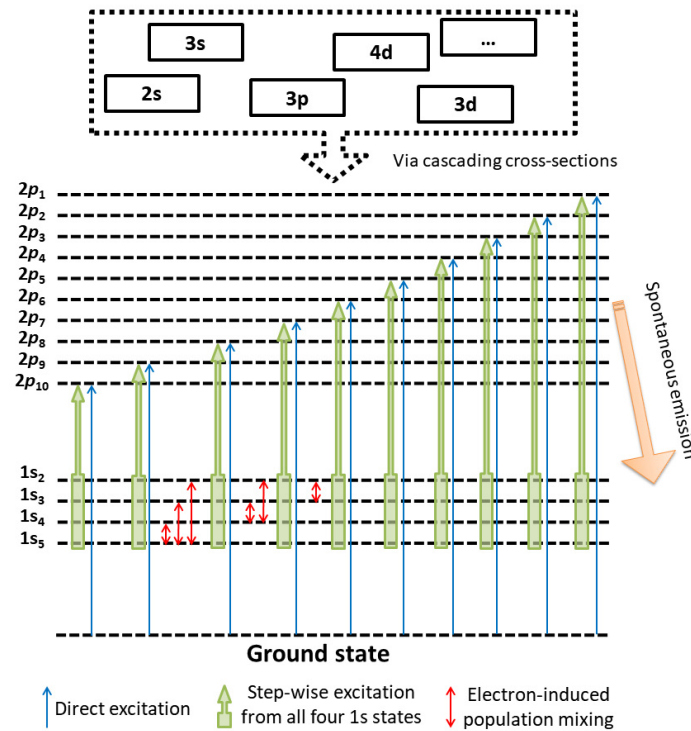 3s
4d
...
2s
3p
3d
Via cascading cross-sections
2p₁
2p₂
2p₃
2p₄
2p₅
2p₆
2p₇
2p₈
2p₉
2p₁₀
Spontaneous emission
1s₂
1s₃
1s₄
1s₅
Ground state
Direct excitation
Step-wise excitation
from all four 1s states
Electron-induced
population mixing